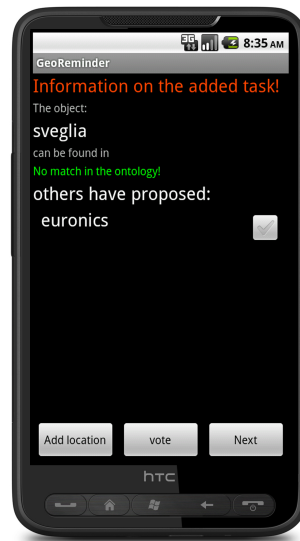 3G
8:35 AM
GeoReminder
Information on the added task!
The object:
sveglia
can be found in
No match in the ontology!
others have proposed:
euronics
Add location vote Next
hTC